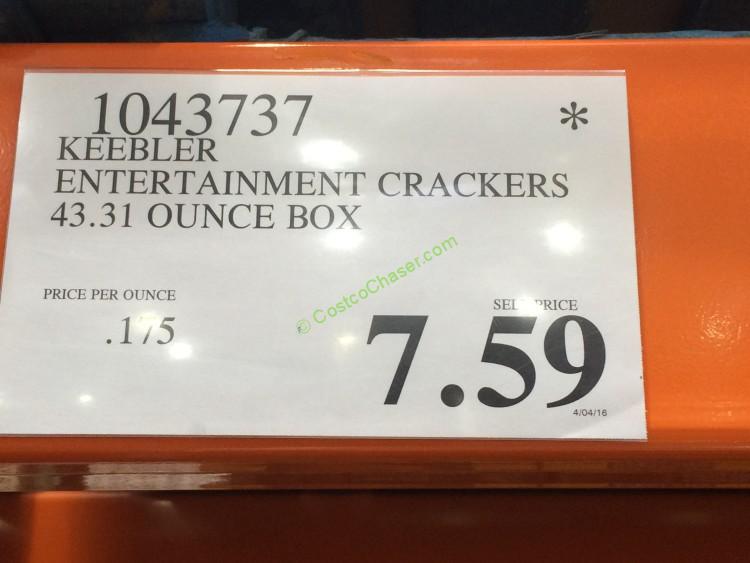 1043737 *
KEEBLER
ENTERTAINMENT CRACKERS
43.31 OUNCE BOX
PRICE PER OUNCE
.175
© CostcoChaser.com
SELL PRICE
7.59
4/04/16